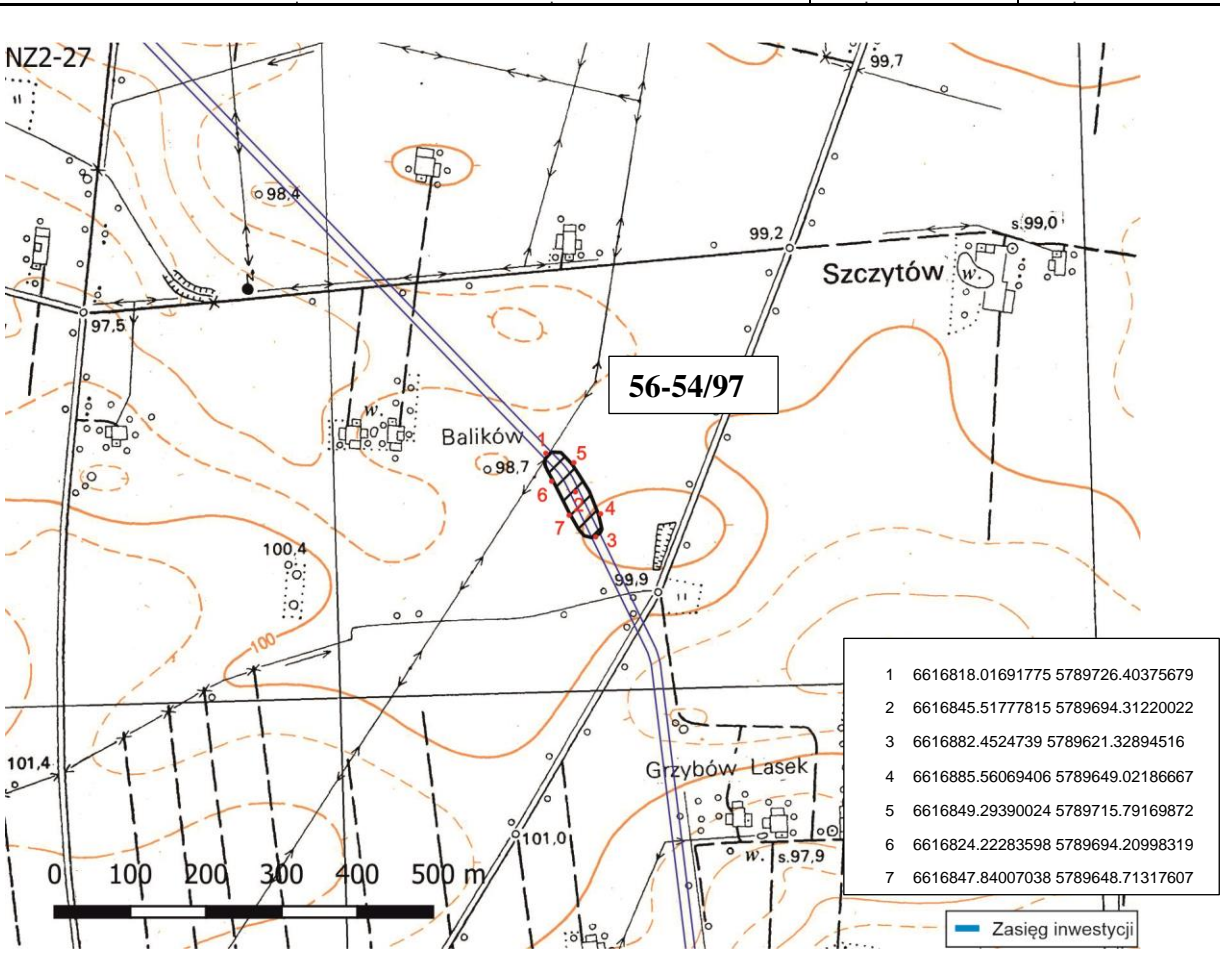 NZ2-27
99,7
98,4
99,2
s.99,0
Szczytów
w.
N
97,5
56-54/97
w.
Balików
1
5
98,7
6
2
4
7
3
100,4
99,9
100
1 6616818.01691775 5789726.40375679
2 6616845.51777815 5789694.31220022
3 6616882.4524739 5789621.32894516
4 6616885.56069406 5789649.02186667
5 6616849.29390024 5789715.79169872
6 6616824.22283598 5789694.20998319
7 6616847.84007038 5789648.71317607
101,4
Grzybów Lasek
101,0
w. s.97,9
0 100 200 300 400 500 m
Zasięg inwestycji